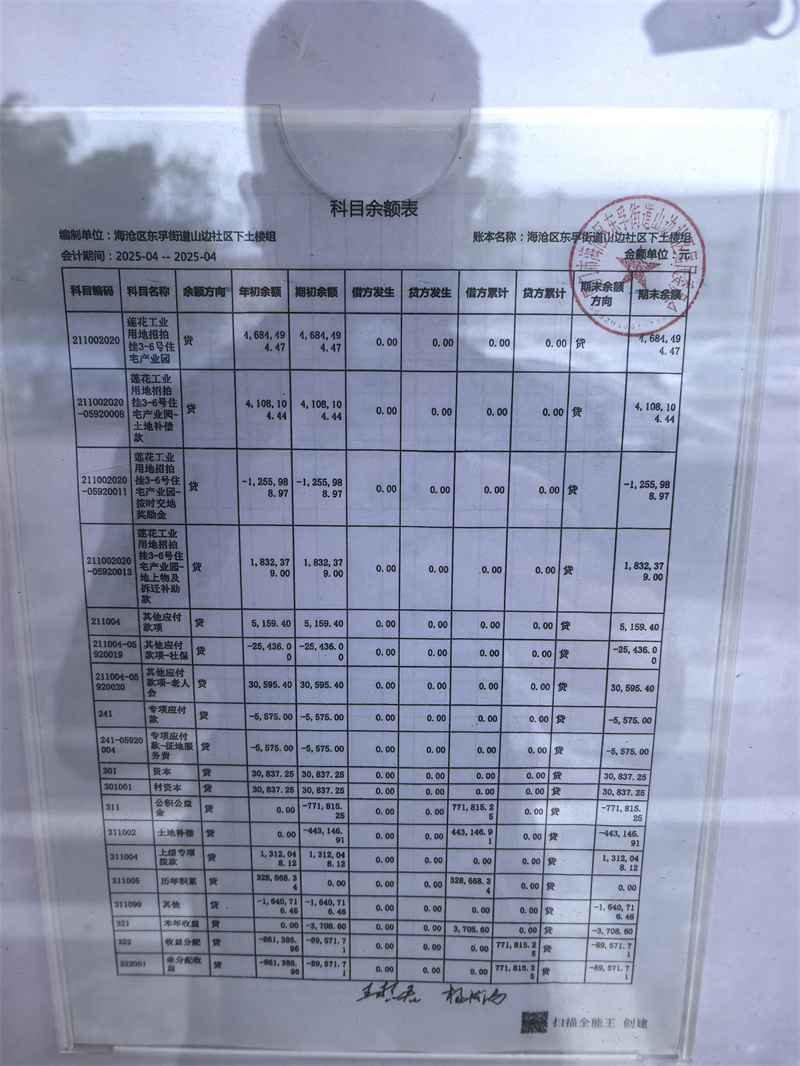 科目余额表
编制单位：海沧区东孚街道山边社区下土楼组 账本名称：海沧区东孚街道山边社区下土楼组
会计期间：2025-04 -- 2025-04 金额单位：元
科目编码 科目名称 余额方向 年初余额 期初余额 借方发生 贷方发生 借方累计 贷方累计 期末余额方向 期末余额
211002020 莲花工业用地招拍挂3-6号住宅产业园 贷 4,684,494.47 4,684,494.47 0.00 0.00 0.00 0.00 贷 4,684,494.47
211002020-05920008 莲花工业用地招拍挂3-6号住宅产业园-土地补偿款 贷 4,108,104.44 4,108,104.44 0.00 0.00 0.00 0.00 贷 4,108,104.44
211002020-05920011 莲花工业用地招拍挂3-6号住宅产业园-按时交地奖励金 贷 -1,255,988.97 -1,255,988.97 0.00 0.00 0.00 0.00 贷 -1,255,988.97
211002020-05920013 莲花工业用地招拍挂3-6号住宅产业园-地上物及拆迁补助款 贷 1,832,379.00 1,832,379.00 0.00 0.00 0.00 0.00 贷 1,832,379.00
211004 其他应付款项 贷 5,159.40 5,159.40 0.00 0.00 0.00 0.00 贷 5,159.40
211004-05920019 其他应付款项-社保 贷 -25,436.00 -25,436.00 0.00 0.00 0.00 0.00 贷 -25,436.00
211004-05920020 其他应付款项-老人会 贷 30,595.40 30,595.40 0.00 0.00 0.00 0.00 贷 30,595.40
241 专项应付款 贷 -5,575.00 -5,575.00 0.00 0.00 0.00 0.00 贷 -5,575.00
241-05920004 专项应付款-征地服务费 贷 -5,575.00 -5,575.00 0.00 0.00 0.00 0.00 贷 -5,575.00
301 资本 贷 30,837.25 30,837.25 0.00 0.00 0.00 0.00 贷 30,837.25
301001 村资本 贷 30,837.25 30,837.25 0.00 0.00 0.00 0.00 贷 30,837.25
311 公积公益金 贷 0.00 -771,815.25 0.00 0.00 771,815.25 0.00 贷 -771,815.25
311002 土地补偿 贷 0.00 -443,146.91 0.00 0.00 443,146.91 0.00 贷 -443,146.91
311004 上级专项拨款 贷 1,312,048.12 1,312,048.12 0.00 0.00 0.00 0.00 贷 1,312,048.12
311005 历年积累 贷 328,668.34 0.00 0.00 0.00 328,668.34 0.00 贷 0.00
311099 其他 贷 -1,640,716.46 -1,640,716.46 0.00 0.00 0.00 0.00 贷 -1,640,716.46
321 本年收益 贷 0.00 -3,708.60 0.00 0.00 3,708.60 0.00 贷 -3,708.60
322 收益分配 贷 -861,386.96 -89,571.71 0.00 0.00 0.00 771,815.25 贷 -89,571.71
322001 未分配收益 贷 -861,386.96 -89,571.71 0.00 0.00 0.00 771,815.25 贷 -89,571.71
扫描全能王 创建